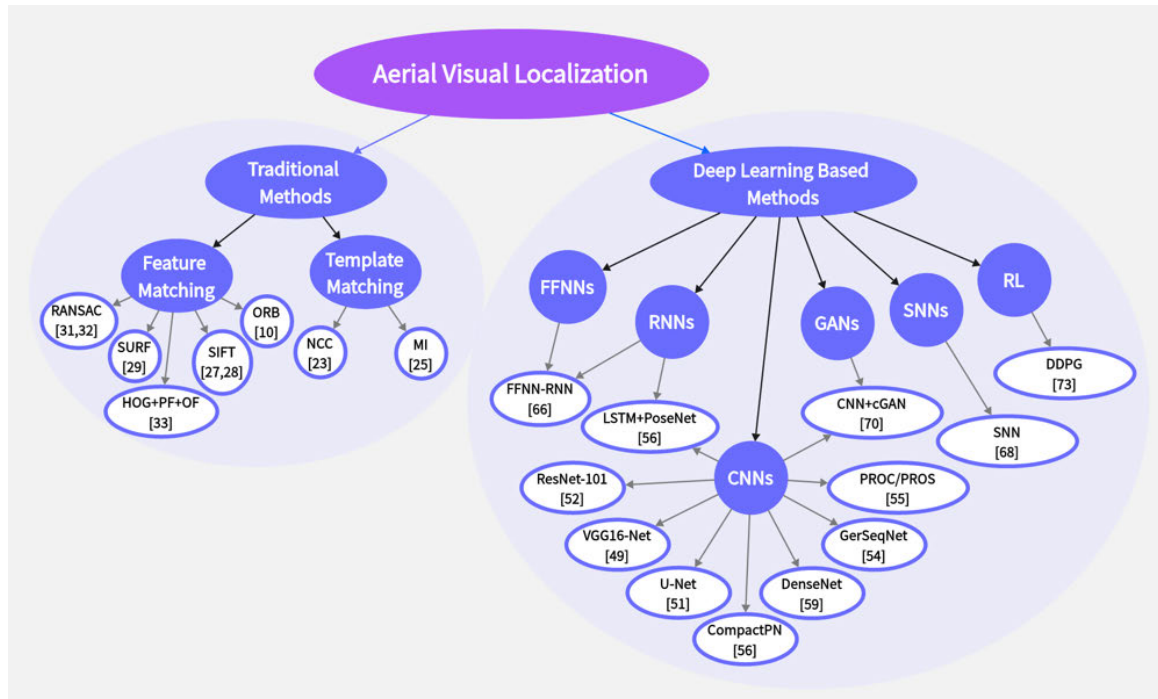 Aerial Visual Localization
Traditional
Methods
Deep Learning Based
Methods
Feature
Matching
Template
Matching
RANSAC
[31,32]
SURF
[29]
HOG+PF+OF
[33]
SIFT
[27,28]
ORB
[10]
NCC
[23]
MI
[25]
FFNNs
RNNs
GANs
SNNs
RL
FFNN-RNN
[66]
LSTM+PoseNet
[56]
CNN+cGAN
[70]
SNN
[68]
DDPG
[73]
CNNs
ResNet-101
[52]
VGG16-Net
[49]
U-Net
[51]
CompactPN
[56]
DenseNet
[59]
GerSeqNet
[54]
PROC/PROS
[55]